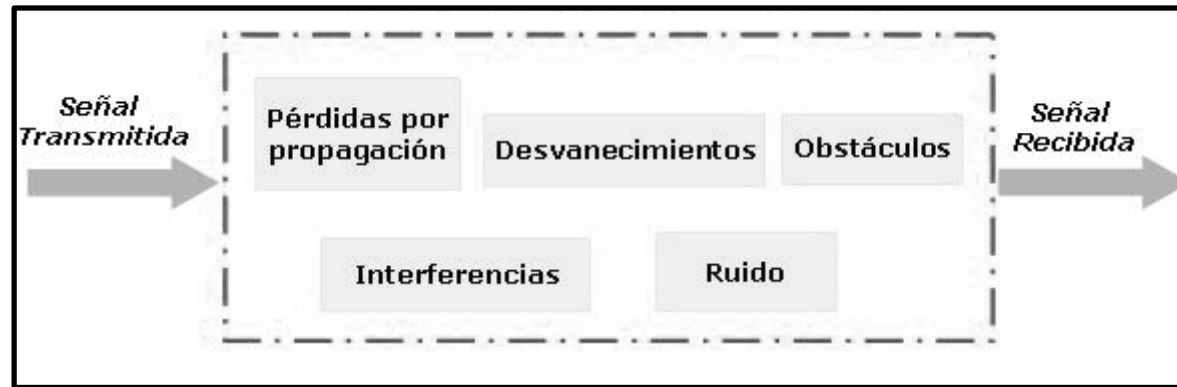 Señal
Transmitida
Pérdidas por
propagación
Desvanecimientos
Obstáculos
Señal
Recibida
Interferencias
Ruido